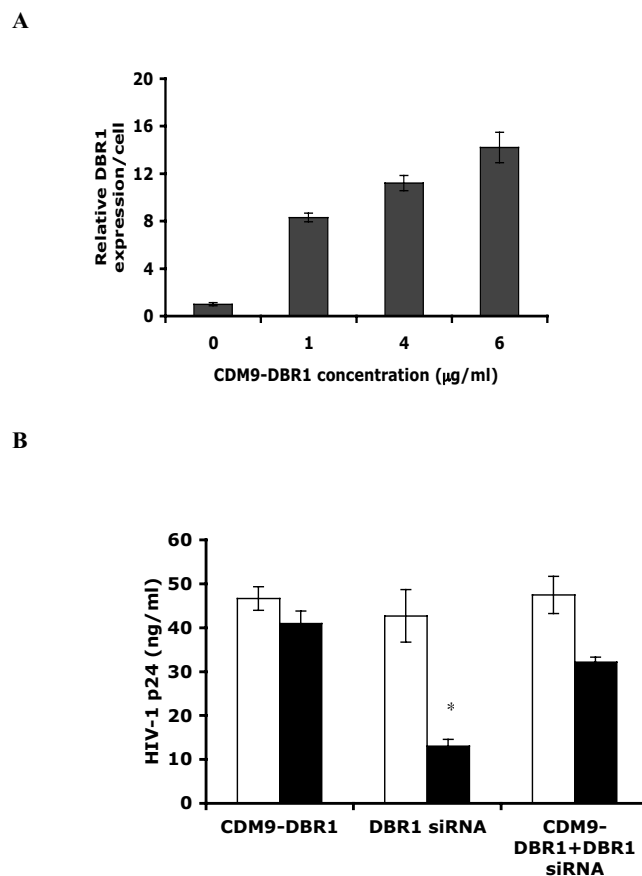 A
Relative DBR1
expression/cell
20
16
12
8
4
0
0 1 4 6
CDM9-DBR1 concentration (μg/ml)
B
HIV-1 p24 (ng/ml)
60
50
40
30
20
10
0
*
CDM9-DBR1 DBR1 siRNA CDM9-
DBR1+DBR1
siRNA